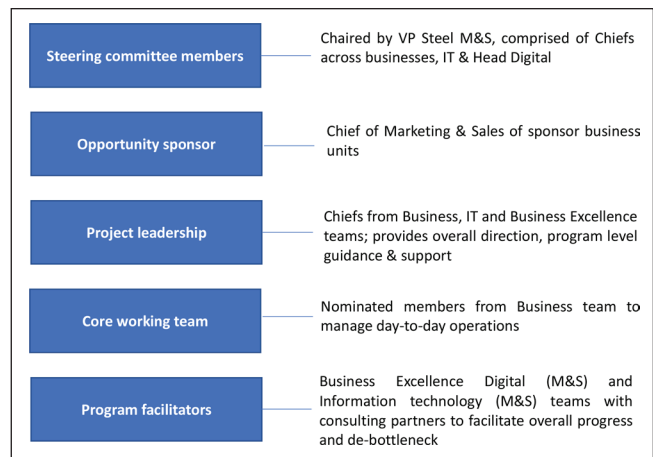 Steering committee members
Chaired by VP Steel M&S, comprised of Chiefs
across businesses, IT & Head Digital
Opportunity sponsor
Chief of Marketing & Sales of sponsor business
units
Project leadership
Chiefs from Business, IT and Business Excellence
teams; provides overall direction, program level
guidance & support
Core working team
Nominated members from Business team to
manage day-to-day operations
Program facilitators
Business Excellence Digital (M&S) and
Information technology (M&S) teams with
consulting partners to facilitate overall progress
and de-bottleneck